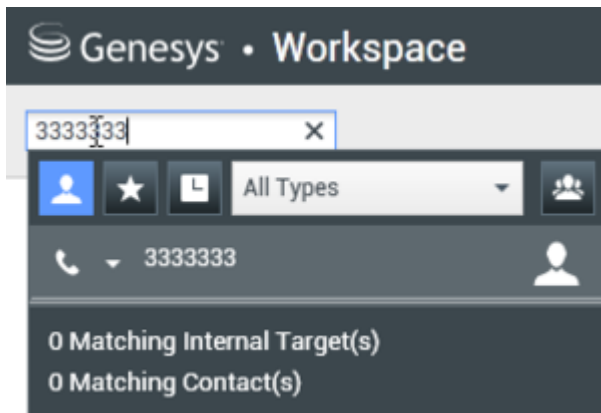 Genesys • Workspace
3333333
All Types
3333333
0 Matching Internal Target(s)
0 Matching Contact(s)